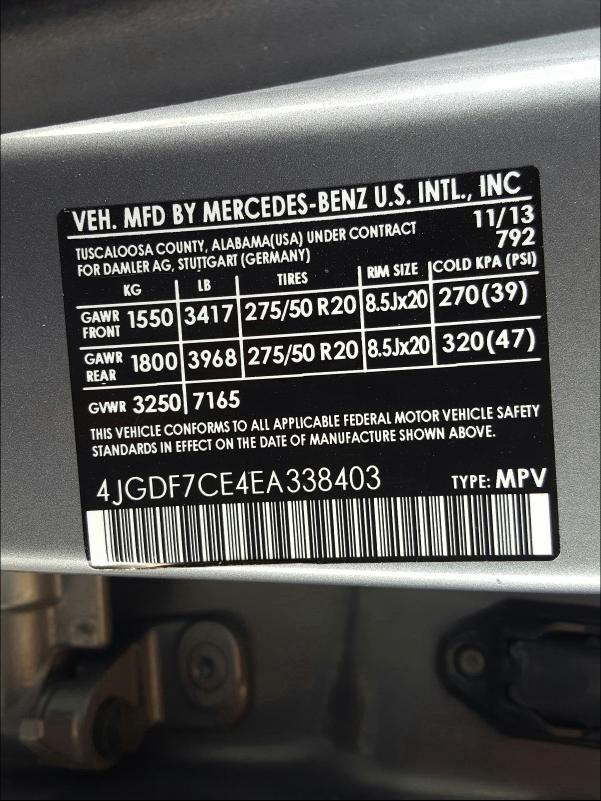 VEH. MFD BY MERCEDES-BENZ U.S. INTL., INC
TUSCALOOSA COUNTY, ALABAMA(USA) UNDER CONTRACT 11/13
FOR DAMLER AG, STUTTGART (GERMANY) 792
KG LB TIRES RIM SIZE COLD KPA (PSI)
GAWR FRONT 1550 3417 275/50 R20 8.5Jx20 270(39)
GAWR REAR 1800 3968 275/50 R20 8.5Jx20 320(47)
GVWR 3250 7165
THIS VEHICLE CONFORMS TO ALL APPLICABLE FEDERAL MOTOR VEHICLE SAFETY
STANDARDS IN EFFECT ON THE DATE OF MANUFACTURE SHOWN ABOVE.
4JGDF7CE4EA338403 TYPE: MPV